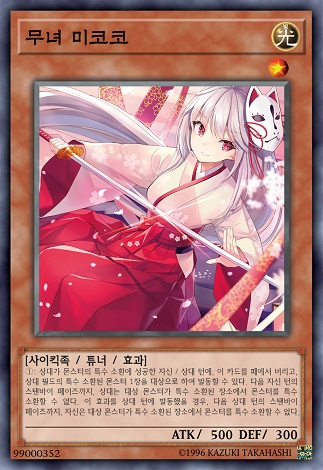 무녀 미코코
빛
光
[사이킥족 / 튜너 / 효과]
①: 상대가 몬스터의 특수 소환에 성공한 자신 / 상대 턴에, 이 카드를 패에서 버리고,
상대 필드의 특수 소환된 몬스터 1장을 대상으로 하여 발동할 수 있다. 다음 자신 턴의
스탠바이 페이즈까지, 상대는 대상 몬스터가 특수 소환된 장소에서 몬스터를 특수
소환할 수 없다. 이 효과를 상대 턴에 발동했을 경우, 다음 상대 턴의 스탠바이
페이즈까지, 자신은 대상 몬스터가 특수 소환된 장소에서 몬스터를 특수 소환할 수 없다.
ATK/ 500 DEF/ 300
99000352
©1996 KAZUKI TAKAHASHI